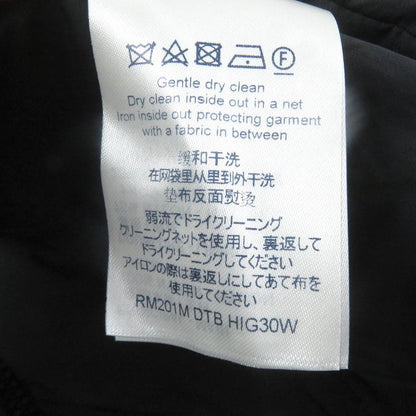 F
Gentle dry clean
Dry clean inside out in a net
Iron inside out protecting garment
with a fabric in between
缓和干洗
在网袋里从里到外干洗
垫布反面熨烫
弱流でドライクリーニング
クリーニングネットを使用し、裏返して
ドライクリーニングしてください
アイロンの際は裏返しにしてあて布を
使用してください
RM201M DTB HIG30W